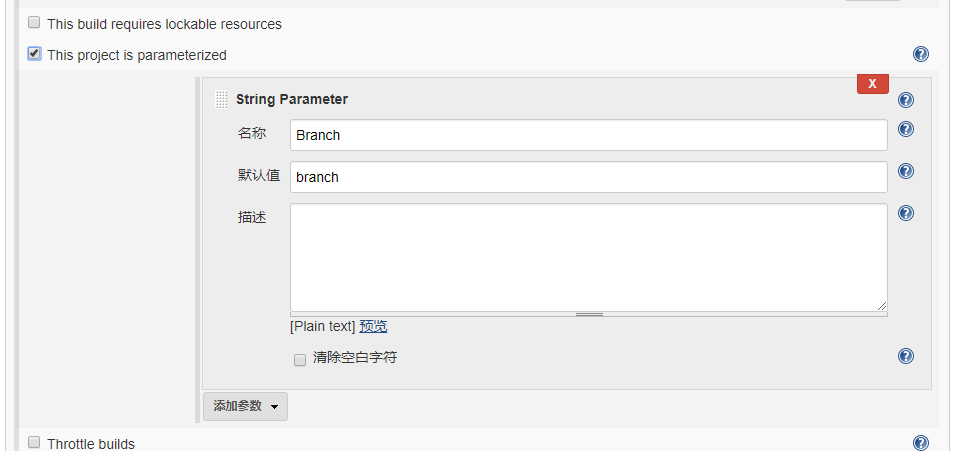 This build requires lockable resources
This project is parameterized
X
String Parameter
名称 Branch
默认值 branch
描述
[Plain text] 预览
清除空白字符
添加参数
Throttle builds